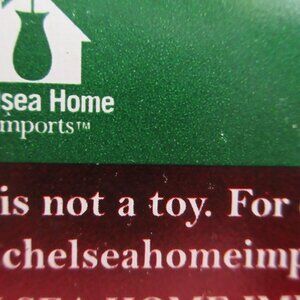 sea Home
mports™
is not a toy. For
chelseahomeimp